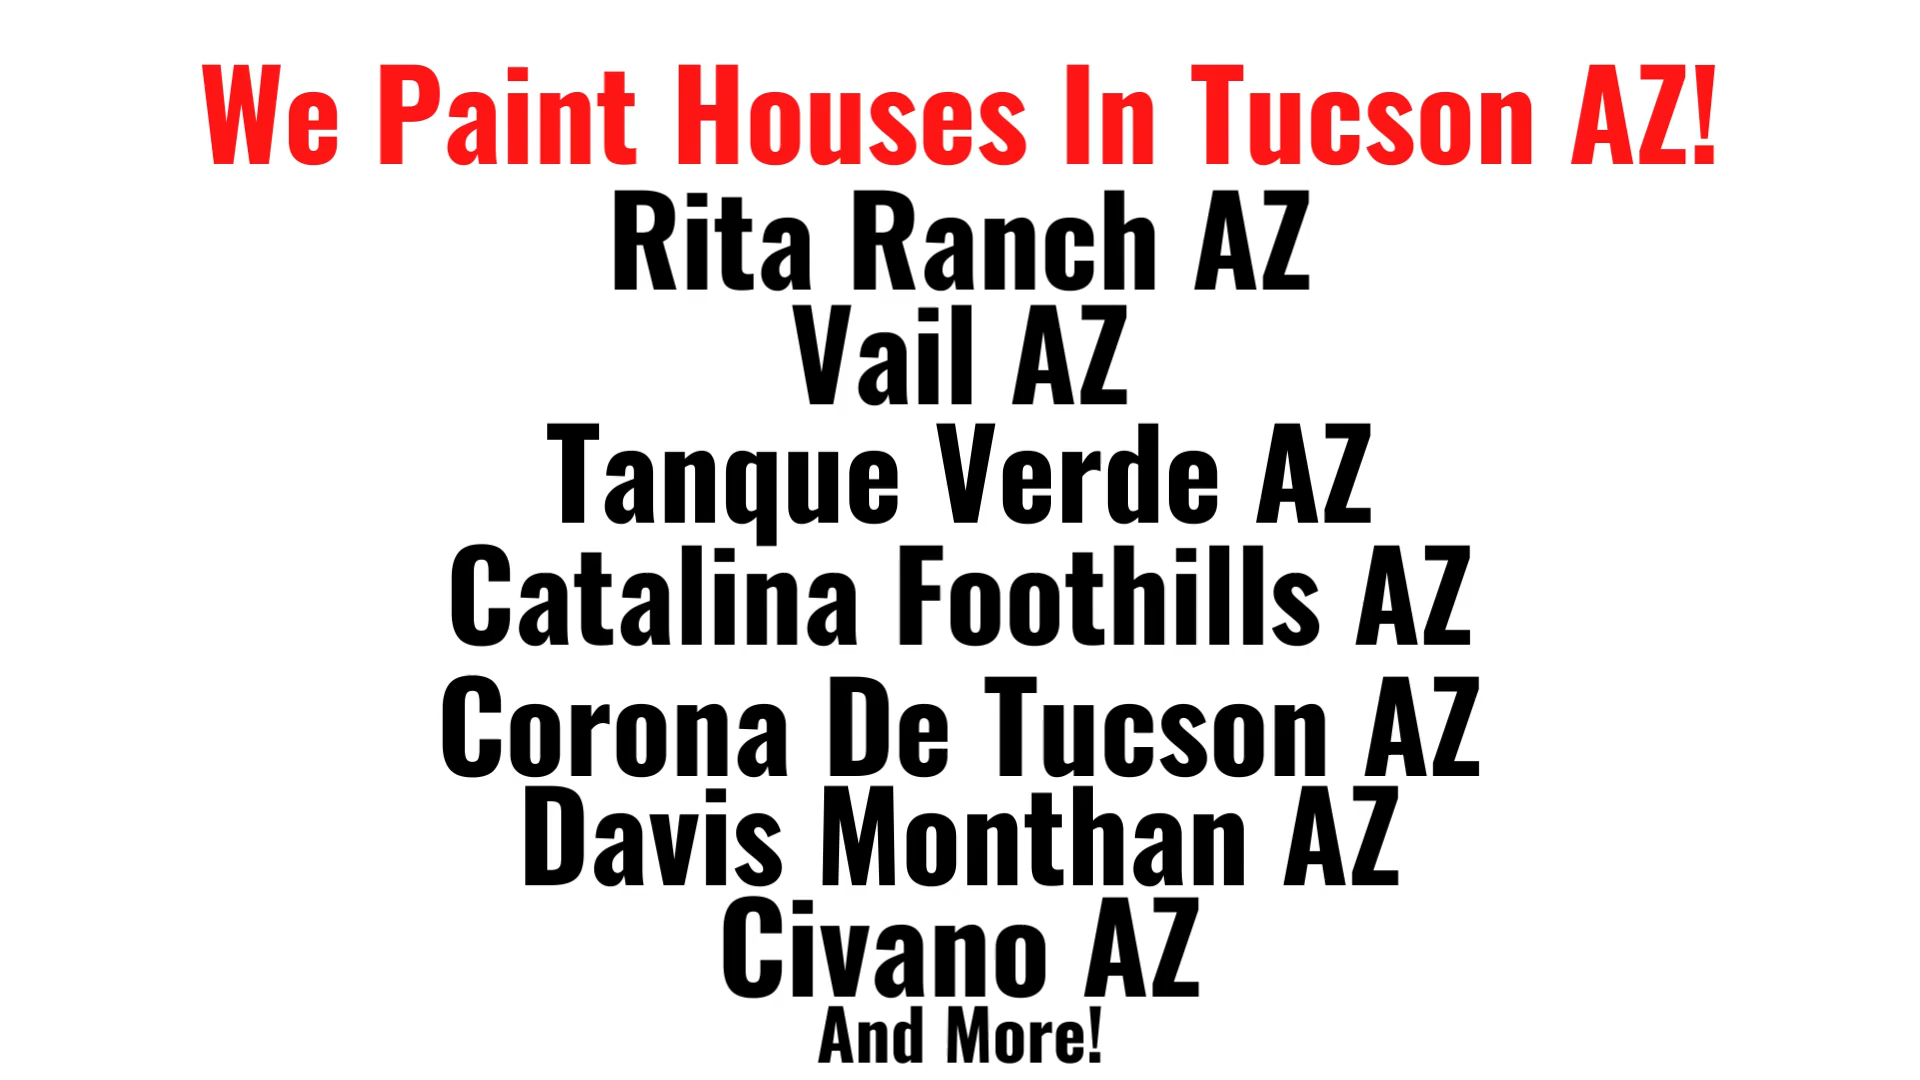 We Paint Houses In Tucson AZ!
Rita Ranch AZ
Vail AZ
Tanque Verde AZ
Catalina Foothills AZ
Corona De Tucson AZ
Davis Monthan AZ
Civano AZ
And More!